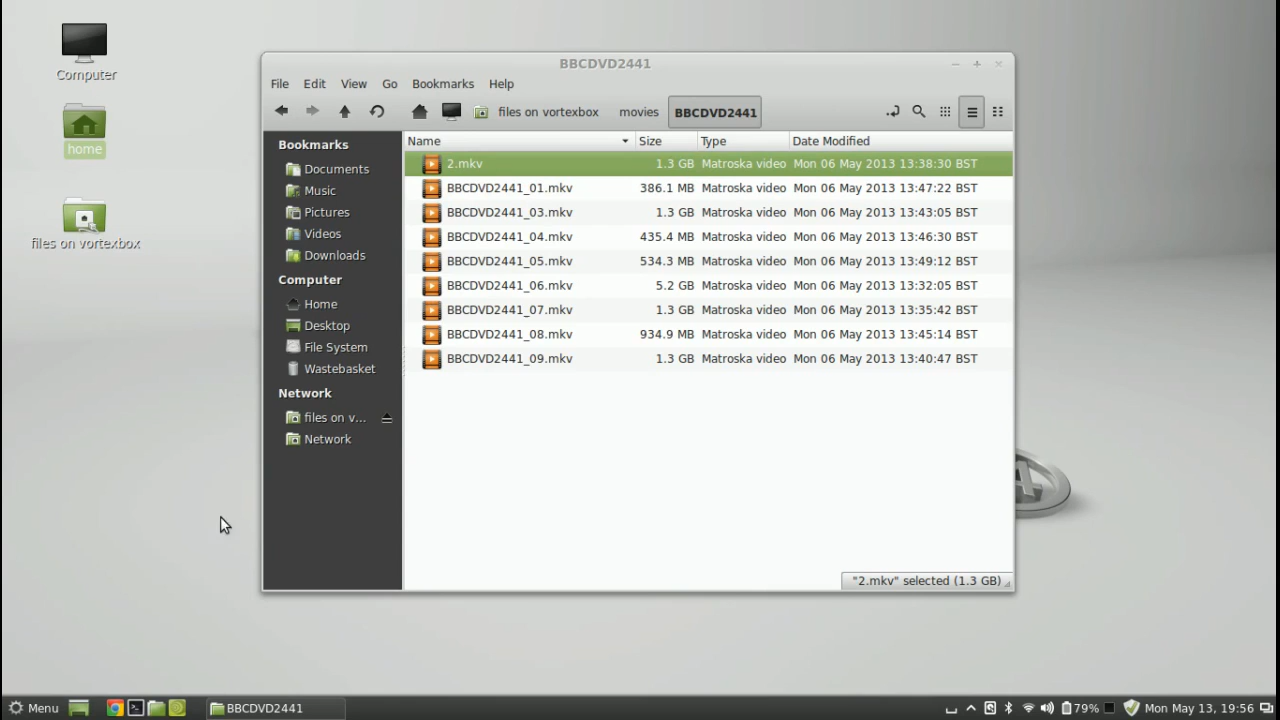 BBCDVD2441
File Edit View Go Bookmarks Help
files on vortexbox movies BBCDVD2441
Computer
home
files on vortexbox
Bookmarks
Documents
Music
Pictures
Videos
Downloads
Computer
Home
Desktop
File System
Wastebasket
Network
files on v...
Network
Name Size Type Date Modified
2.mkv 1.3 GB Matroska video Mon 06 May 2013 13:38:30 BST
BBCDVD2441_01.mkv 386.1 MB Matroska video Mon 06 May 2013 13:47:22 BST
BBCDVD2441_03.mkv 1.3 GB Matroska video Mon 06 May 2013 13:43:05 BST
BBCDVD2441_04.mkv 435.4 MB Matroska video Mon 06 May 2013 13:46:30 BST
BBCDVD2441_05.mkv 534.3 MB Matroska video Mon 06 May 2013 13:49:12 BST
BBCDVD2441_06.mkv 5.2 GB Matroska video Mon 06 May 2013 13:32:05 BST
BBCDVD2441_07.mkv 1.3 GB Matroska video Mon 06 May 2013 13:35:42 BST
BBCDVD2441_08.mkv 934.9 MB Matroska video Mon 06 May 2013 13:45:14 BST
BBCDVD2441_09.mkv 1.3 GB Matroska video Mon 06 May 2013 13:40:47 BST
"2.mkv" selected (1.3 GB)
Menu BBCDVD2441 79% Mon May 13, 19:56